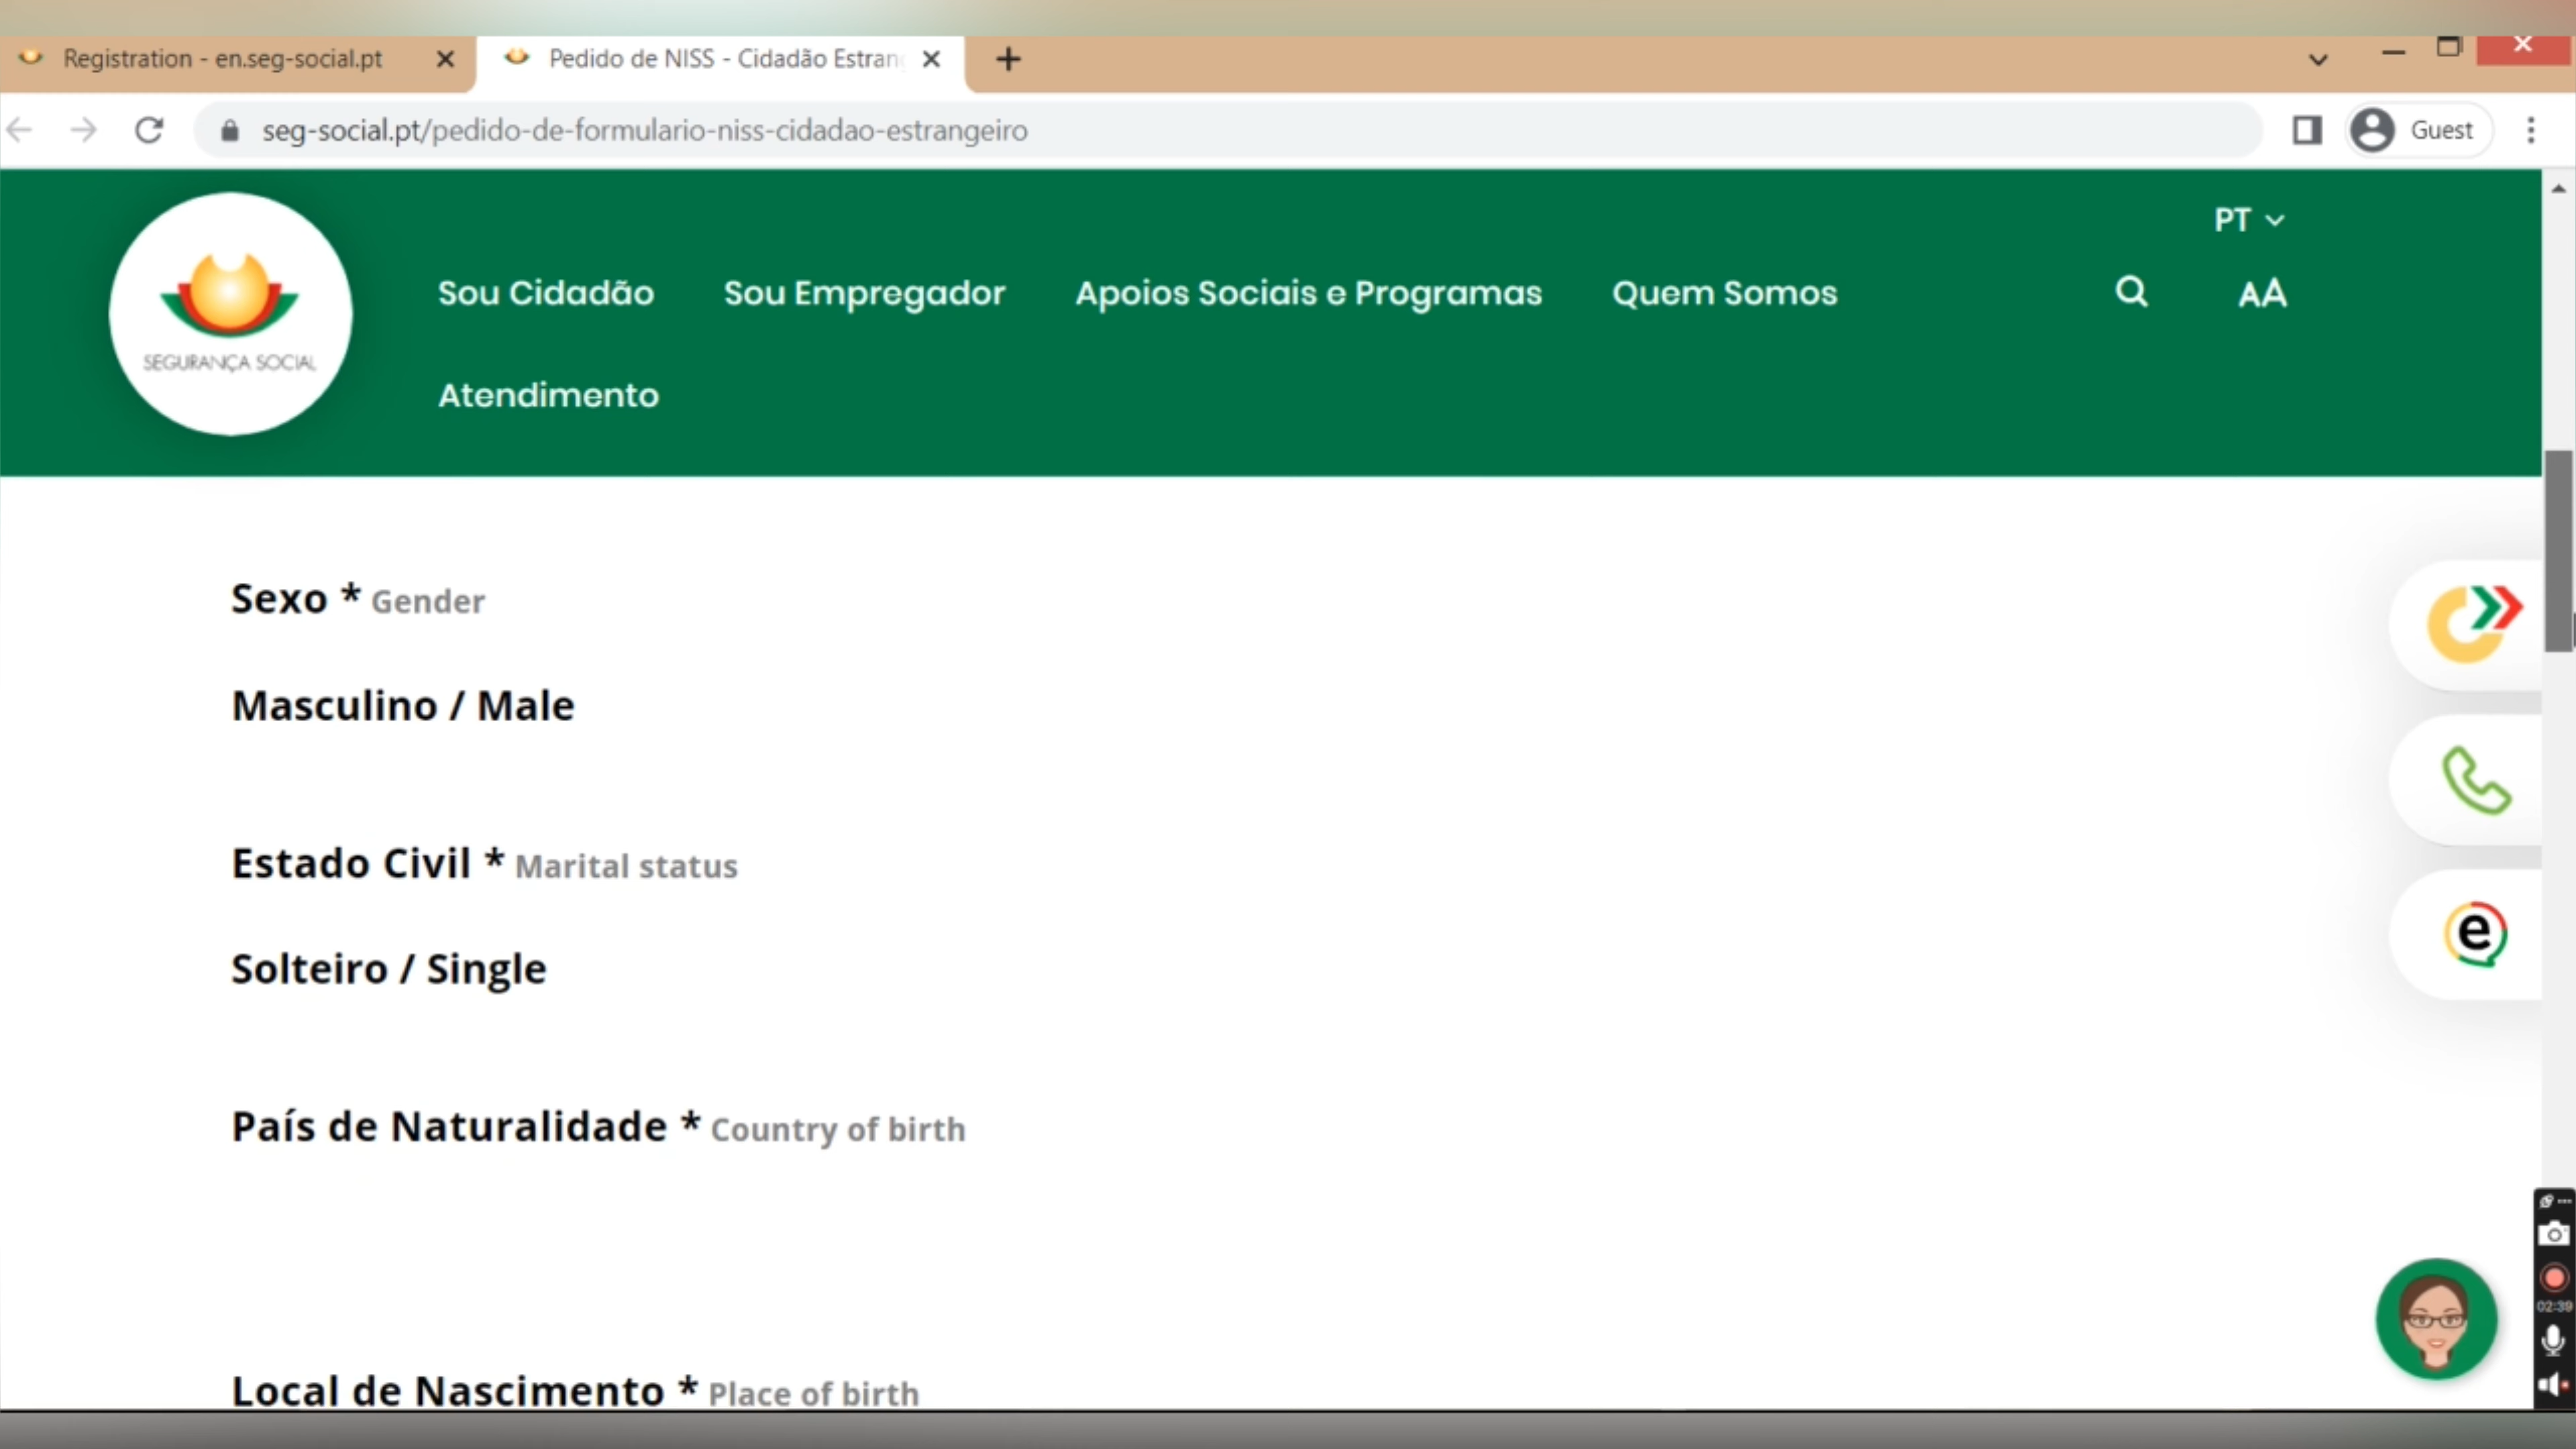 Registration - en.seg-social.pt
Pedido de NISS - Cidadão Estran
seg-social.pt/pedido-de-formulario-niss-cidadao-estrangeiro
Guest
PT
SEGURANÇA SOCIAL
Sou Cidadão
Sou Empregador
Apoios Sociais e Programas
Quem Somos
AA
Atendimento
Sexo * Gender
Masculino / Male
Estado Civil * Marital status
Solteiro / Single
País de Naturalidade * Country of birth
Local de Nascimento * Place of birth
e
02:39